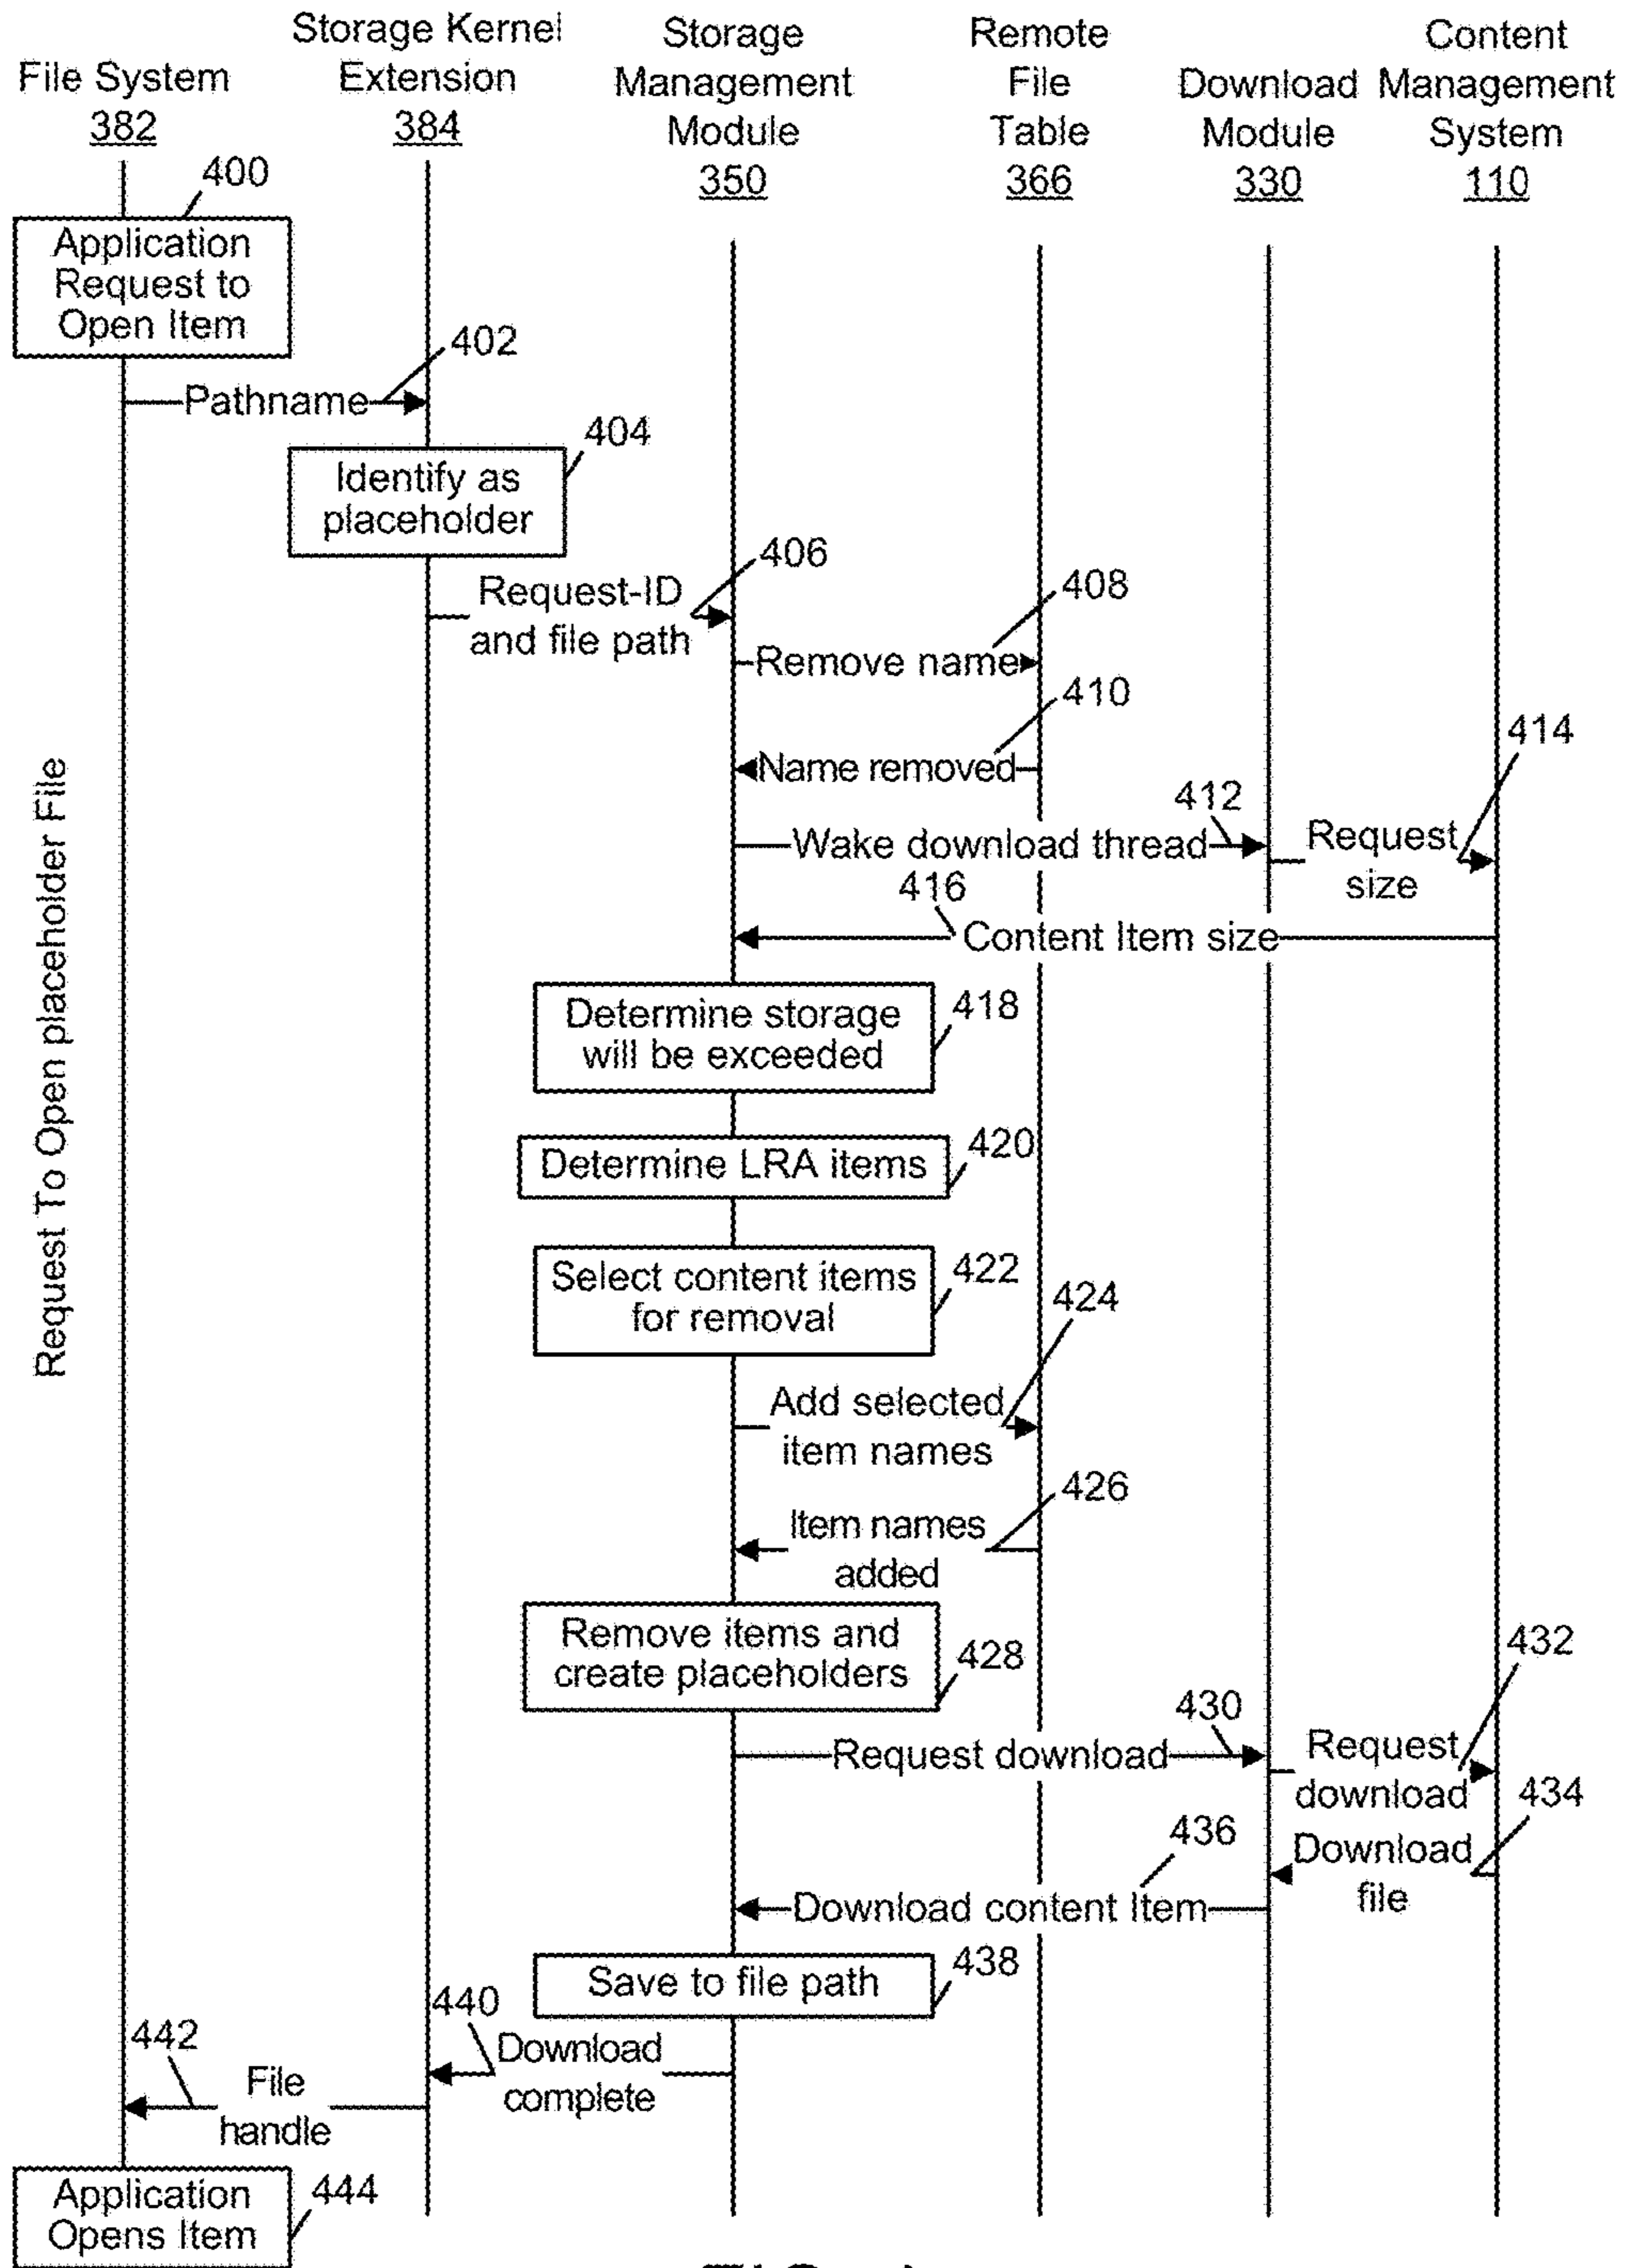 File System
382
Storage Kernel
Extension
384
Storage
Management
Module
350
Remote
File
Table
366
Download
Module
330
Content
Management
System
110
400
Application
Request to
Open Item
402
Pathname
404
Identify as
placeholder
406
Request-ID
and file path
408
Remove name
410
Name removed
412
Wake download thread
414
Request
size
416
Content Item size
418
Determine storage
will be exceeded
420
Determine LRA items
422
Select content items
for removal
424
Add selected
item names
426
Item names
added
Remove items and
create placeholders
428
430
Request download
432
Request
download
434
Download
file
436
Download content Item
438
Save to file path
440
Download
complete
442
File
handle
Application
Opens Item
444
Request To Open placeholder File